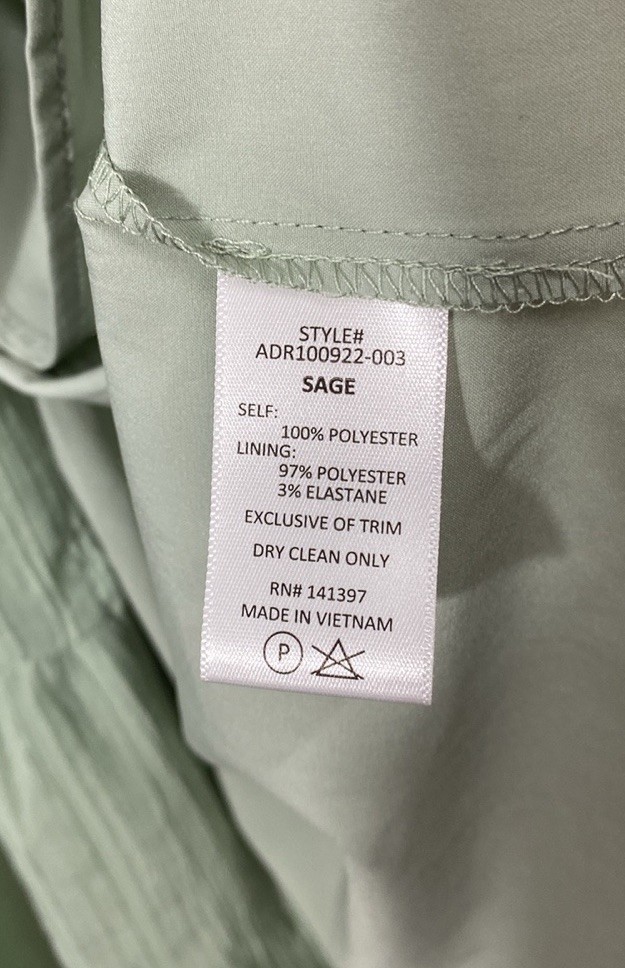 STYLE#
ADR100922-003
SAGE
SELF:
100% POLYESTER
LINING:
97% POLYESTER
3% ELASTANE
EXCLUSIVE OF TRIM
DRY CLEAN ONLY
RN# 141397
MADE IN VIETNAM
P